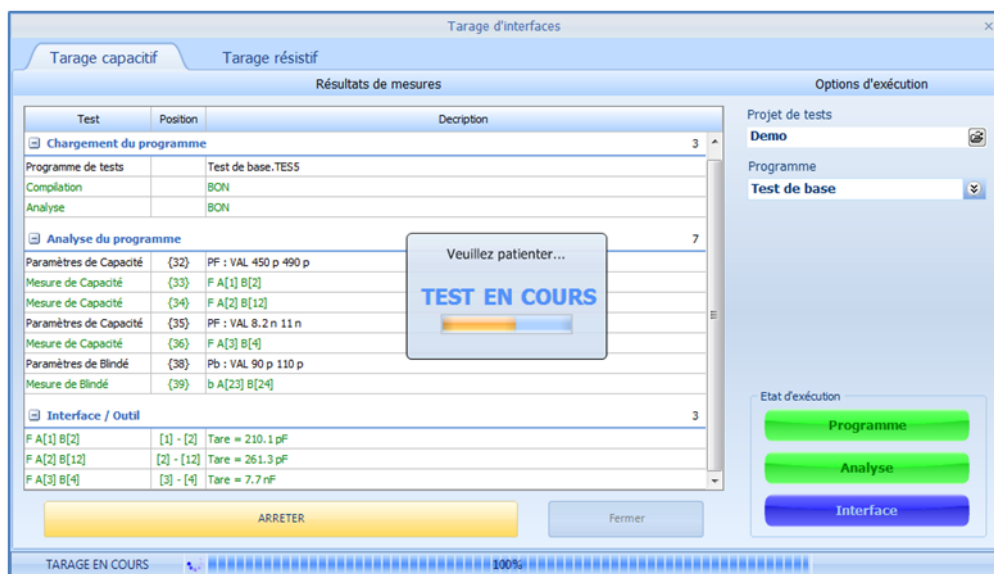 Tarage d'interfaces
Tarage capacitif Tarage résistif
Résultats de mesures Options d'exécution
Test Position Decription
Chargement du programme 3
Programme de tests Test de base.TES5
Compilation BON
Analyse BON
Analyse du programme 7
Paramètres de Capacité {32} PF : VAL 450 p 490 p
Mesure de Capacité {33} F A[1] B[2]
Mesure de Capacité {34} F A[2] B[12]
Paramètres de Capacité {35} PF : VAL 8.2 n 11 n
Mesure de Capacité {36} F A[3] B[4]
Paramètres de Blindé {38} Pb : VAL 90 p 110 p
Mesure de Blindé {39} b A[23] B[24]
Interface / Outil 3
F A[1] B[2] [1] - [2] Tare = 210.1 pF
F A[2] B[12] [2] - [12] Tare = 261.3 pF
F A[3] B[4] [3] - [4] Tare = 7.7 nF
Veuillez patienter...
TEST EN COURS
Projet de tests
Demo
Programme
Test de base
Etat d'exécution
Programme
Analyse
Interface
ARRETER Fermer
TARAGE EN COURS 100%